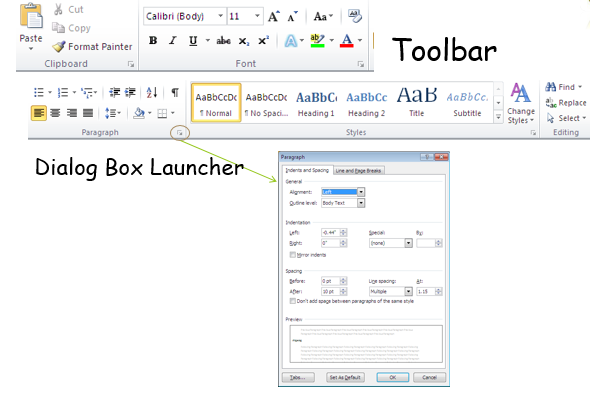 Cut
Calibri (Body) 11 A A Aa
Copy
Paste
Format Painter
B I U abc x₂ x² A ab A
Clipboard Font
Toolbar
AaBbCcDc AaBbCcDc AaBbC AaBbCc AaB AaBbCc.
¶ Normal ¶ No Spaci... Heading 1 Heading 2 Title Subtitle
Change
Styles
Find
Replace
Select
Paragraph Styles Editing
Dialog Box Launcher
Paragraph
Indents and Spacing Line and Page Breaks
General
Alignment: Left
Outline level: Body Text
Indentation
Left: -0.44" Special: By:
Right: 0" (none)
Mirror indents
Spacing
Before: 0 pt Line spacing: At:
After: 10 pt Multiple 1.15
Don't add space between paragraphs of the same style
Preview
Tabs... Set As Default OK Cancel